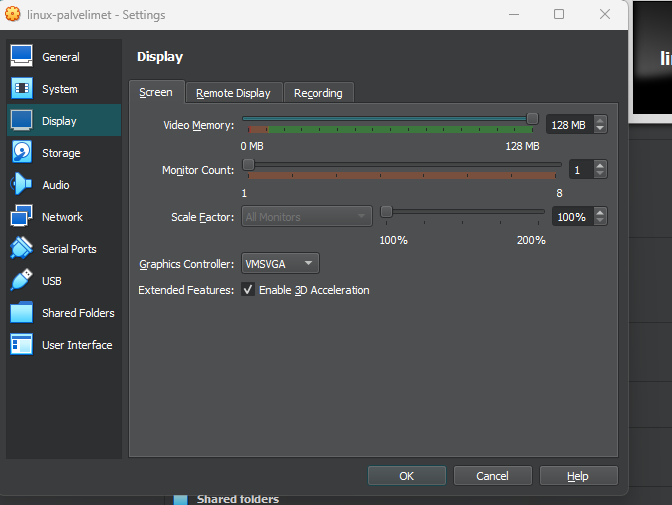 linux-palvelimet - Settings
General
System
Display
Storage
Audio
Network
Serial Ports
USB
Shared Folders
User Interface
Display
Screen Remote Display Recording
Video Memory: 128 MB
0 MB 128 MB
Monitor Count: 1
1 8
Scale Factor: All Monitors 100%
100% 200%
Graphics Controller: VMSVGA
Extended Features: Enable 3D Acceleration
OK Cancel Help
Shared folders
li